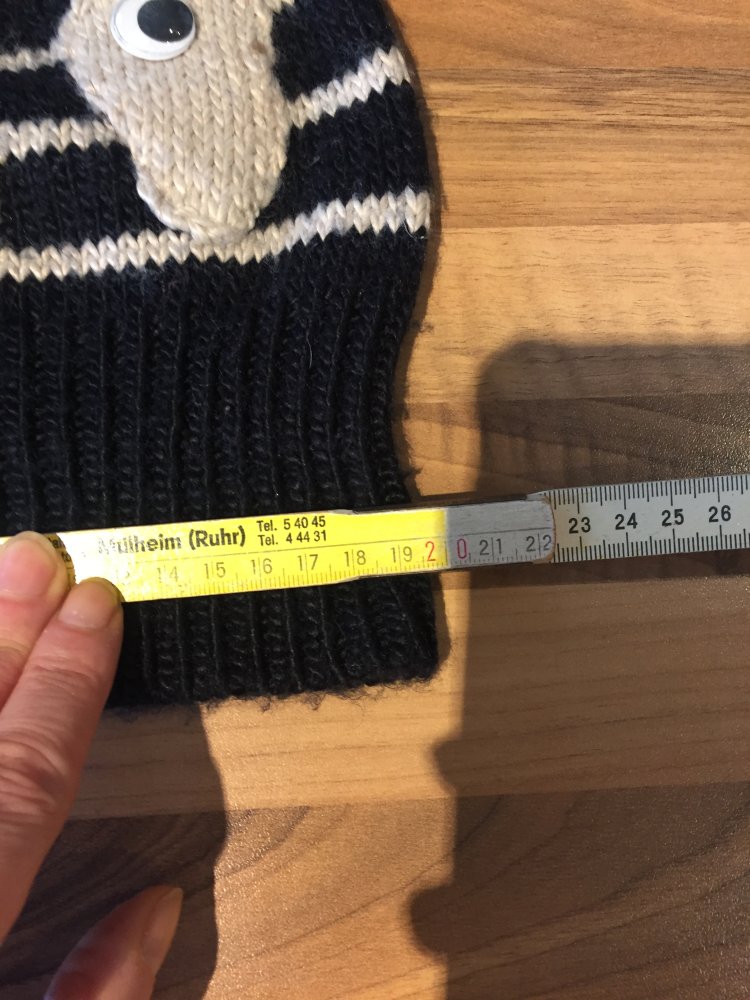 Mülheim (Ruhr)
Tel. 5 40 45
Tel. 4 44 31
13 14 15 16 17 18 19 20 21 22 23 24 25 26